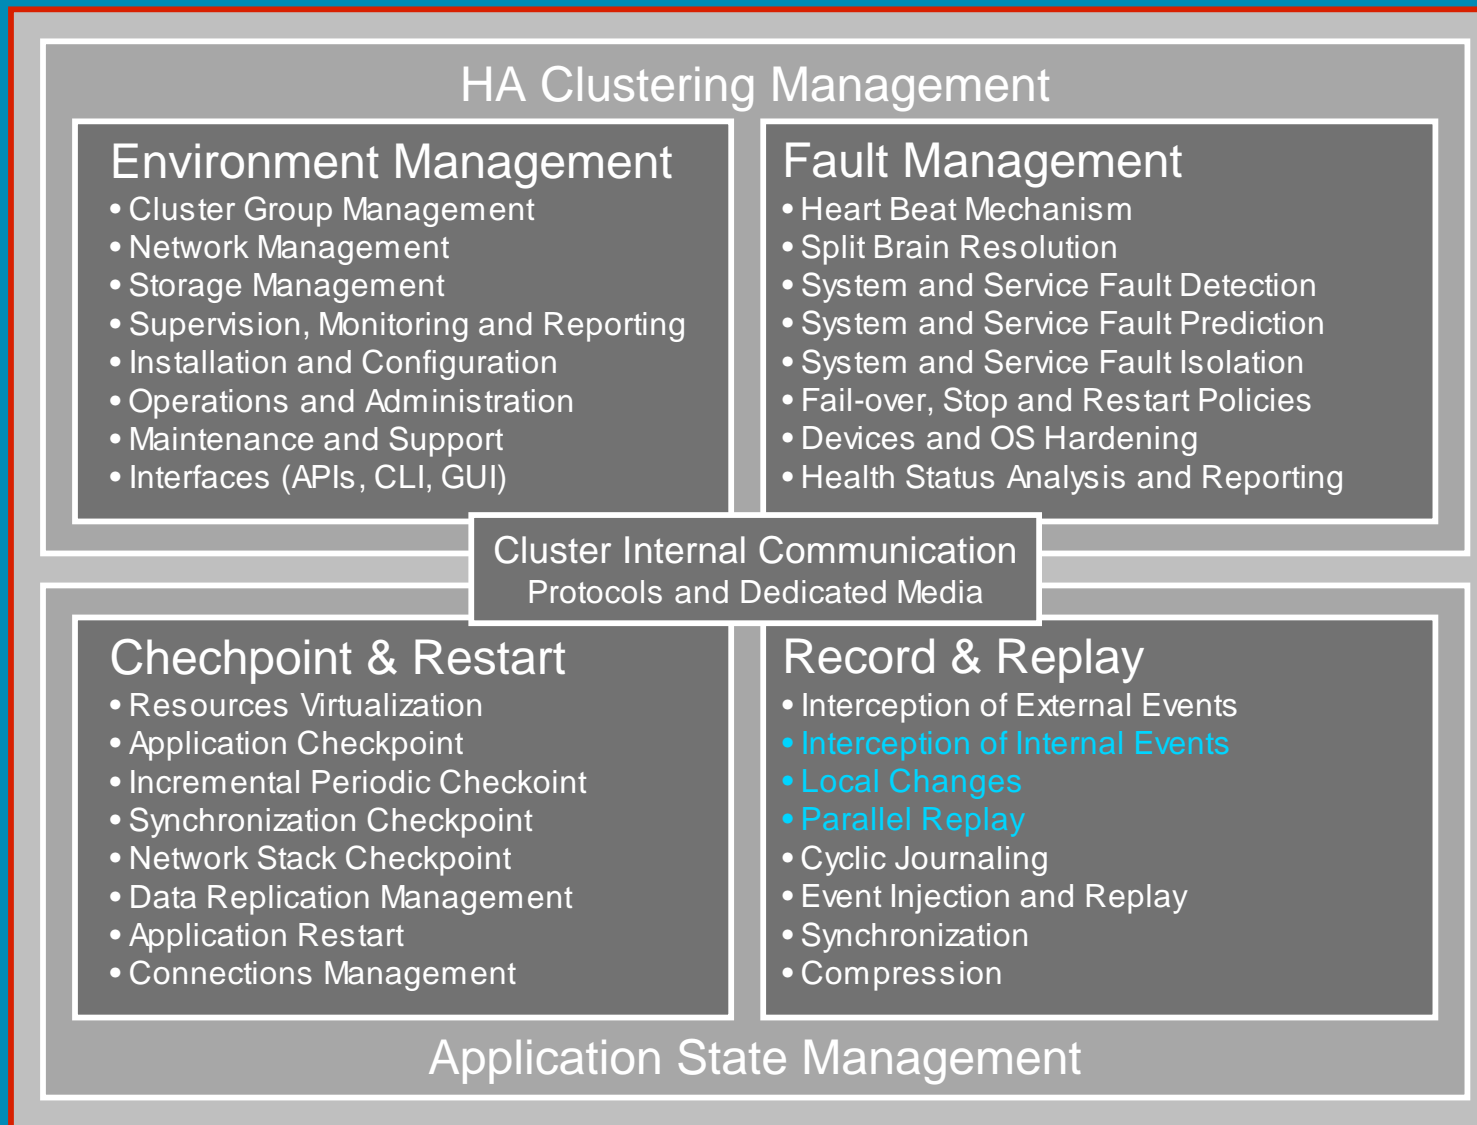 HA Clustering Management
Environment Management
• Cluster Group Management
• Network Management
• Storage Management
• Supervision, Monitoring and Reporting
• Installation and Configuration
• Operations and Administration
• Maintenance and Support
• Interfaces (APIs, CLI, GUI)
Fault Management
• Heart Beat Mechanism
• Split Brain Resolution
• System and Service Fault Detection
• System and Service Fault Prediction
• System and Service Fault Isolation
• Fail-over, Stop and Restart Policies
• Devices and OS Hardening
• Health Status Analysis and Reporting
Cluster Internal Communication
Protocols and Dedicated Media
Chechpoint & Restart
• Resources Virtualization
• Application Checkpoint
• Incremental Periodic Checkoint
• Synchronization Checkpoint
• Network Stack Checkpoint
• Data Replication Management
• Application Restart
• Connections Management
Record & Replay
• Interception of External Events
• Interception of Internal Events
• Local Changes
• Parallel Replay
• Cyclic Journaling
• Event Injection and Replay
• Synchronization
• Compression
Application State Management